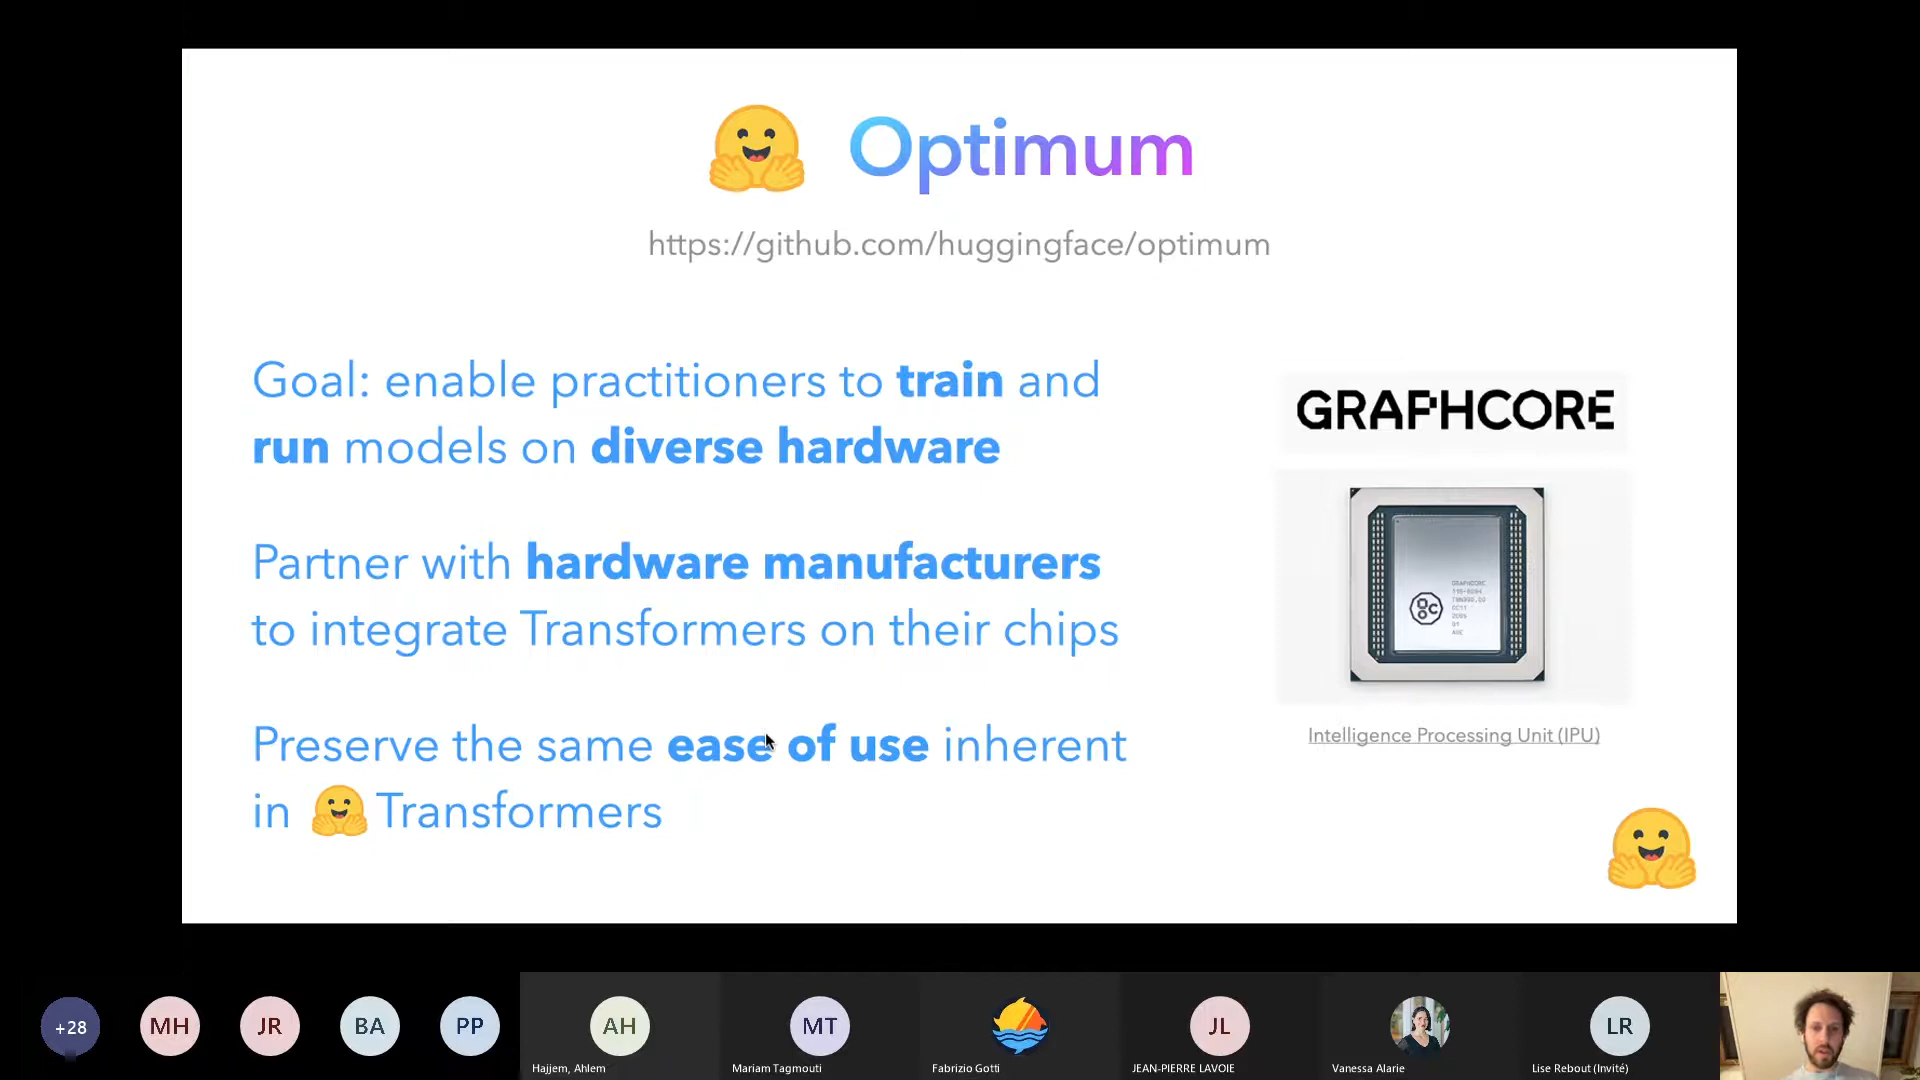 Optimum
https://github.com/huggingface/optimum
Goal: enable practitioners to train and
run models on diverse hardware
Partner with hardware manufacturers
to integrate Transformers on their chips
Preserve the same ease of use inherent
in Transformers
GRAPHCORE
GRAPHCORE
Intelligence Processing Unit (IPU)
+28
MH
JR
BA
PP
AH
MT
JL
LR
Hajjem, Ahlem
Mariam Tagmouti
Fabrizio Gotti
JEAN-PIERRE LAVOIE
Vanessa Alarie
Lise Rebout (Invité)